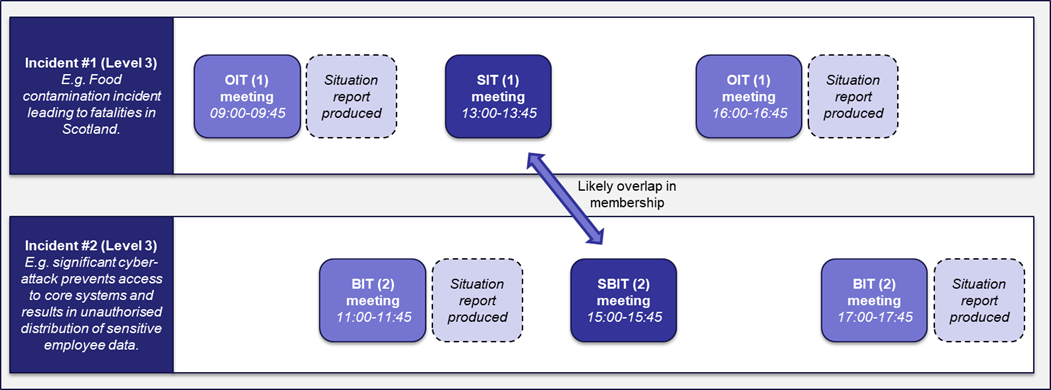 Incident #1 (Level 3)
E.g. Food
contamination incident
leading to fatalities in
Scotland.
OIT (1)
meeting
09:00-09:45
Situation
report
produced
SIT (1)
meeting
13:00-13:45
OIT (1)
meeting
16:00-16:45
Situation
report
produced
Likely overlap in
membership
Incident #2 (Level 3)
E.g. significant cyber-
attack prevents access
to core systems and
results in unauthorised
distribution of sensitive
employee data.
BIT (2)
meeting
11:00-11:45
Situation
report
produced
SBIT (2)
meeting
15:00-15:45
BIT (2)
meeting
17:00-17:45
Situation
report
produced